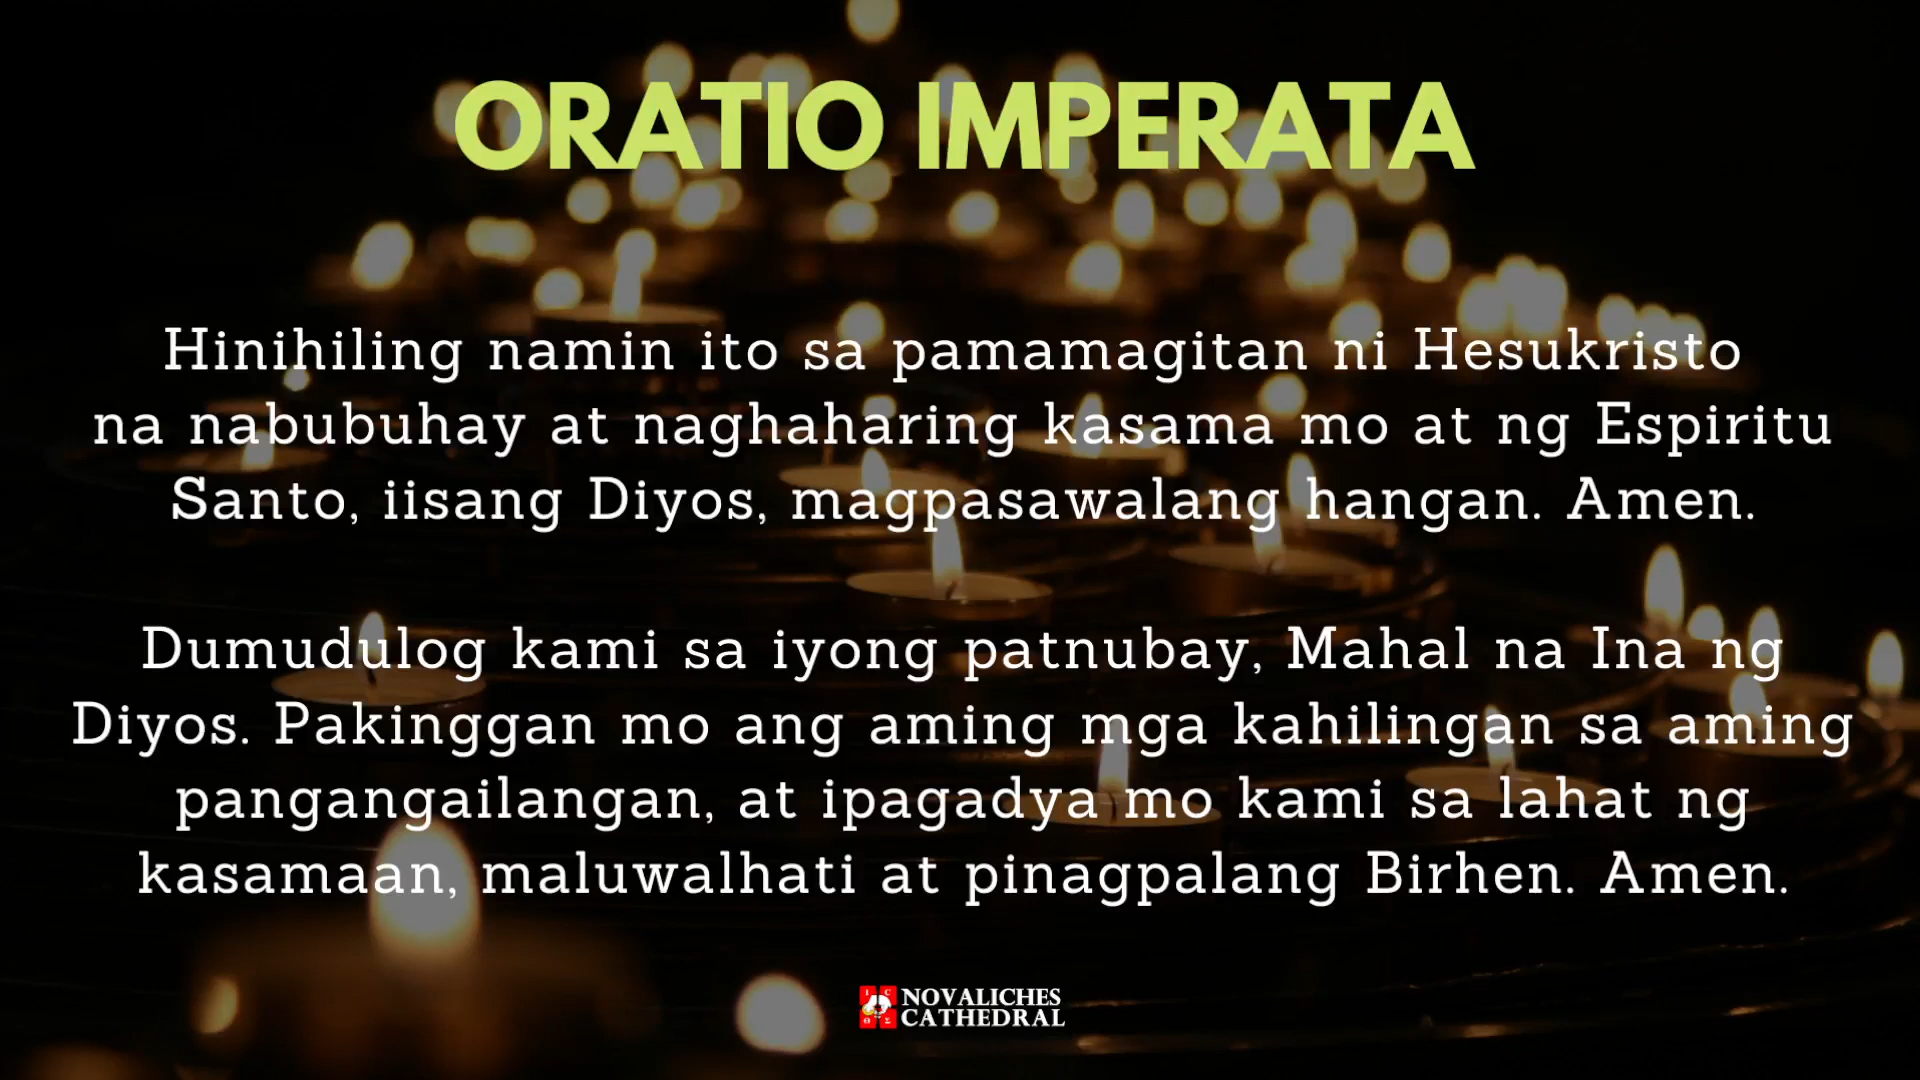 ORATIO IMPERATA
Hinihiling namin ito sa pamamagitan ni Hesukristo
na nabubuhay at naghaharing kasama mo at ng Espiritu
Santo, iisang Diyos, magpasawalang hangan. Amen.
Dumudulog kami sa iyong patnubay, Mahal na Ina ng
Diyos. Pakinggan mo ang aming mga kahilingan sa aming
pangangailangan, at ipagadya mo kami sa lahat ng
kasamaan, maluwalhati at pinagpalang Birhen. Amen.
I C
Θ Σ
NOVALICHES
CATHEDRAL